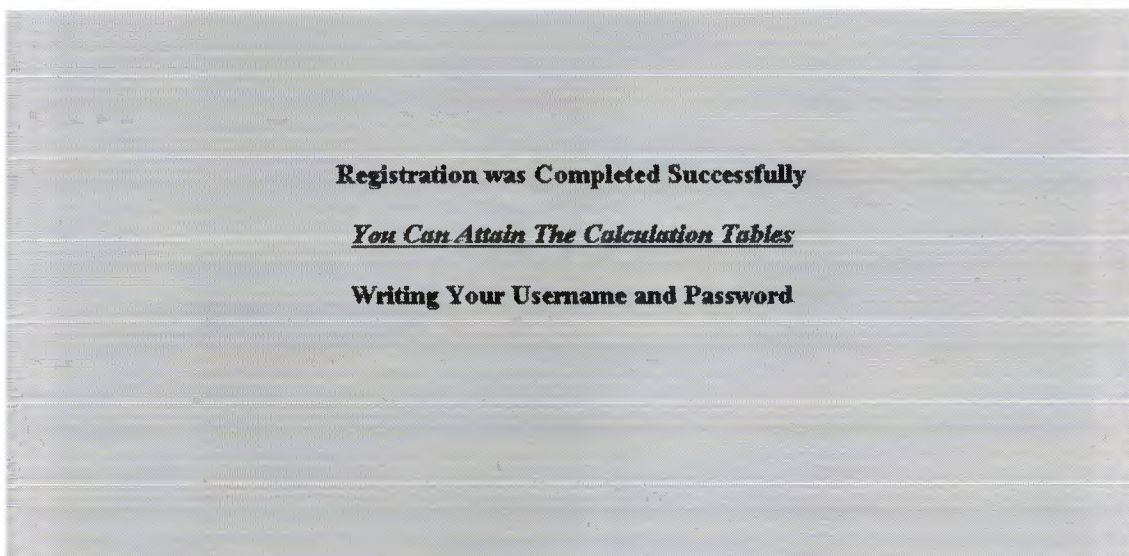 Registration was Completed Successfully
You Can Attain The Calculation Tables
Writing Your Username and Password